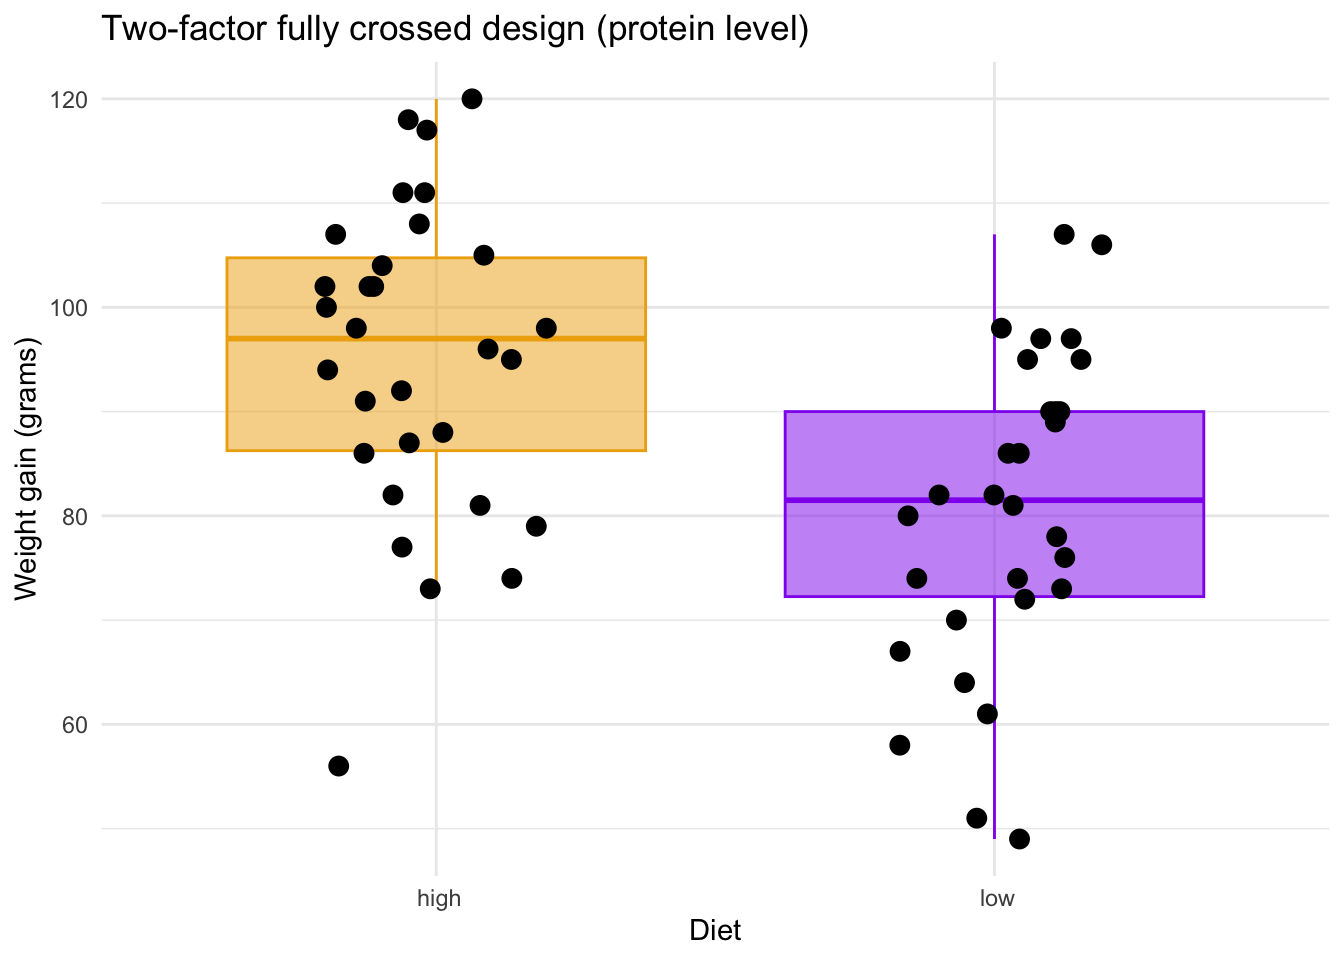 Two-factor fully crossed design (protein level)
Weight gain (grams)
120
100
80
60
high low
Diet